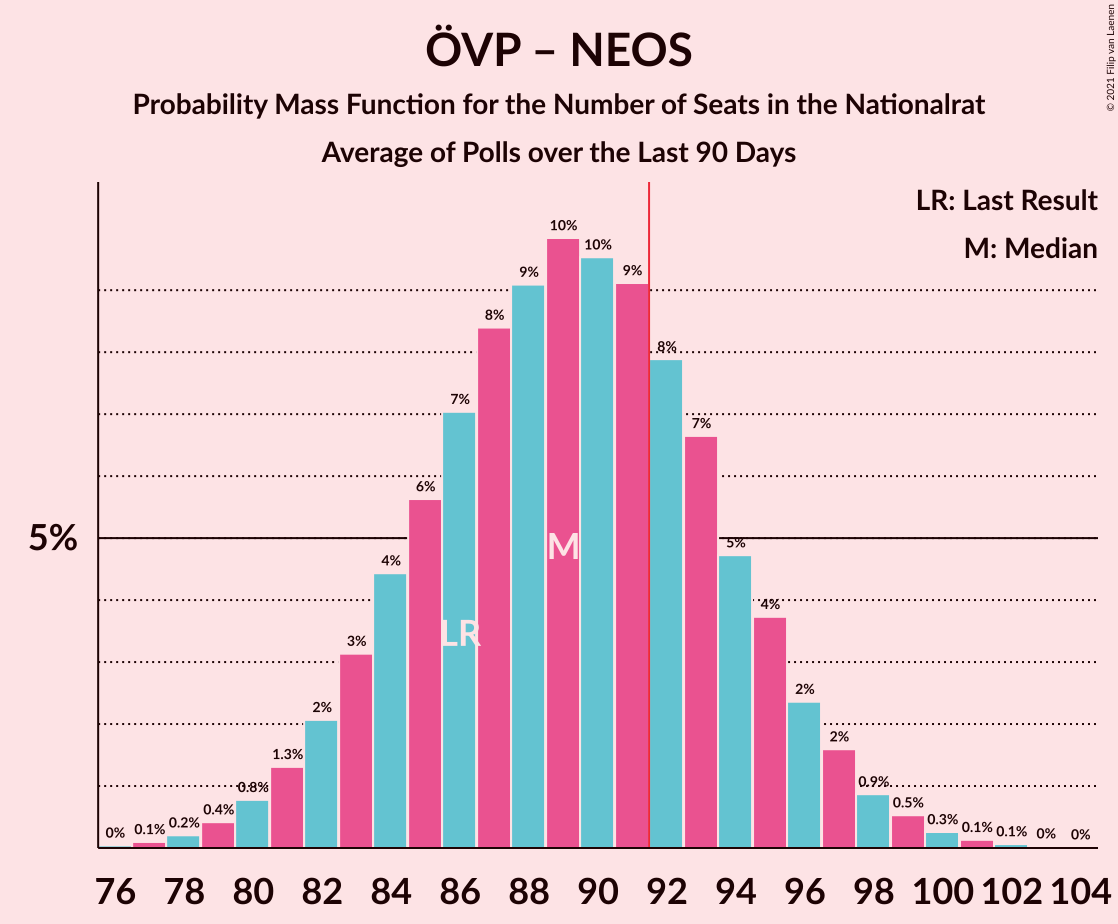 ÖVP – NEOS
Probability Mass Function for the Number of Seats in the Nationalrat
Average of Polls over the Last 90 Days
© 2021 Filip van Laenen
LR: Last Result
M: Median
5%
0% 0.1% 0.2% 0.4% 0.8% 1.3% 2% 3% 4% 6% 7% 8% 9% 10% 10% 9% 8% 7% 5% 4% 2% 2% 0.9% 0.5% 0.3% 0.1% 0.1% 0% 0%
LR
M
76 78 80 82 84 86 88 90 92 94 96 98 100 102 104